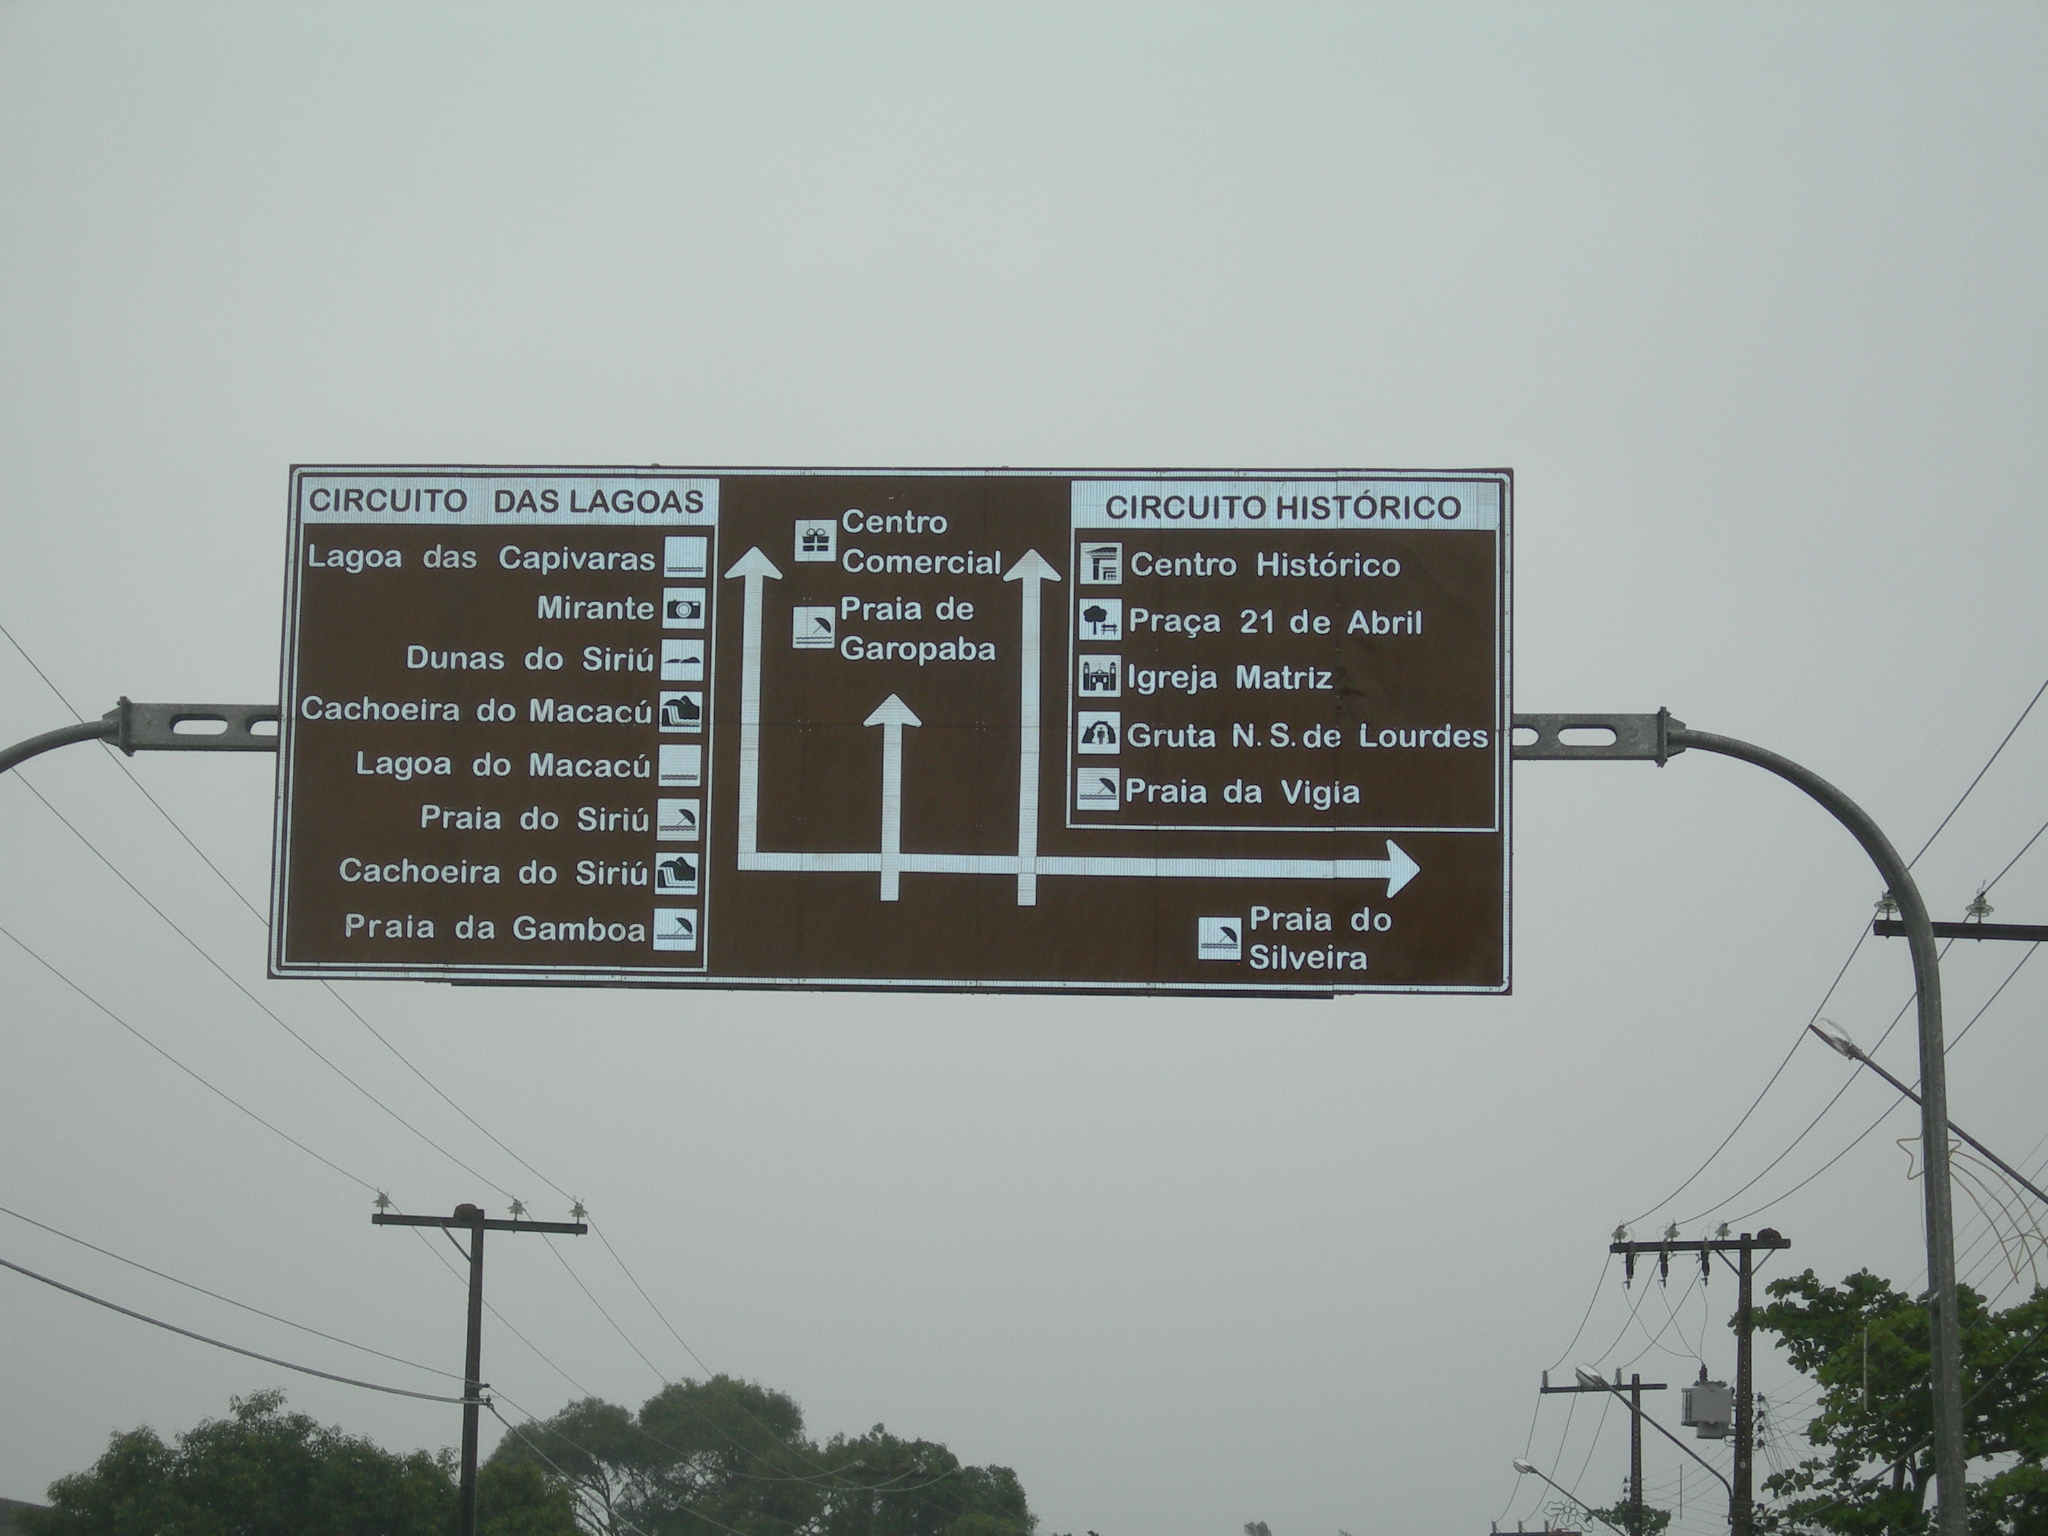 CIRCUITO DAS LAGOAS
Lagoa das Capivaras
Mirante
Dunas do Siriú
Cachoeira do Macacú
Lagoa do Macacú
Praia do Siriú
Cachoeira do Siriú
Praia da Gamboa
Centro
Comercial
Praia de
Garopaba
CIRCUITO HISTÓRICO
Centro Histórico
Praça 21 de Abril
Igreja Matriz
Gruta N. S. de Lourdes
Praia da Vigia
Praia do
Silveira